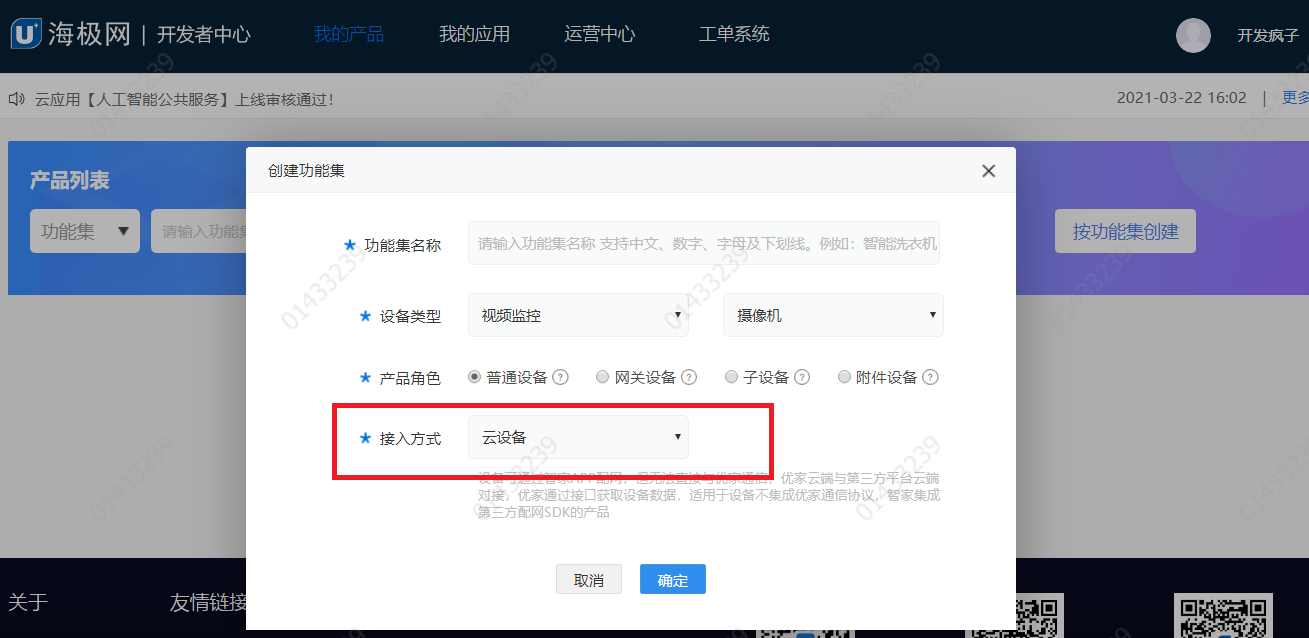 海极网 | 开发者中心 我的产品 我的应用 运营中心 工单系统 开发疯子
云应用【人工智能公共服务】上线审核通过！ 2021-03-22 16:02 | 更多
产品列表
功能集 ▼ 请输入功能集 按功能集创建
创建功能集 ×
* 功能集名称 请输入功能集名称 支持中文、数字、字母及下划线。例如：智能洗衣机
* 设备类型 视频监控 摄像机
* 产品角色 普通设备 ? 网关设备 ? 子设备 ? 附件设备 ?
* 接入方式 云设备
设备可通过智家APP配网，但无法直接与优家通信，优家云端与第三方平台云端
对接，优家通过接口获取设备数据，适用于设备不集成优家通信协议，智家集成
第三方配网SDK的产品
取消 确定
关于 友情链接
01433239